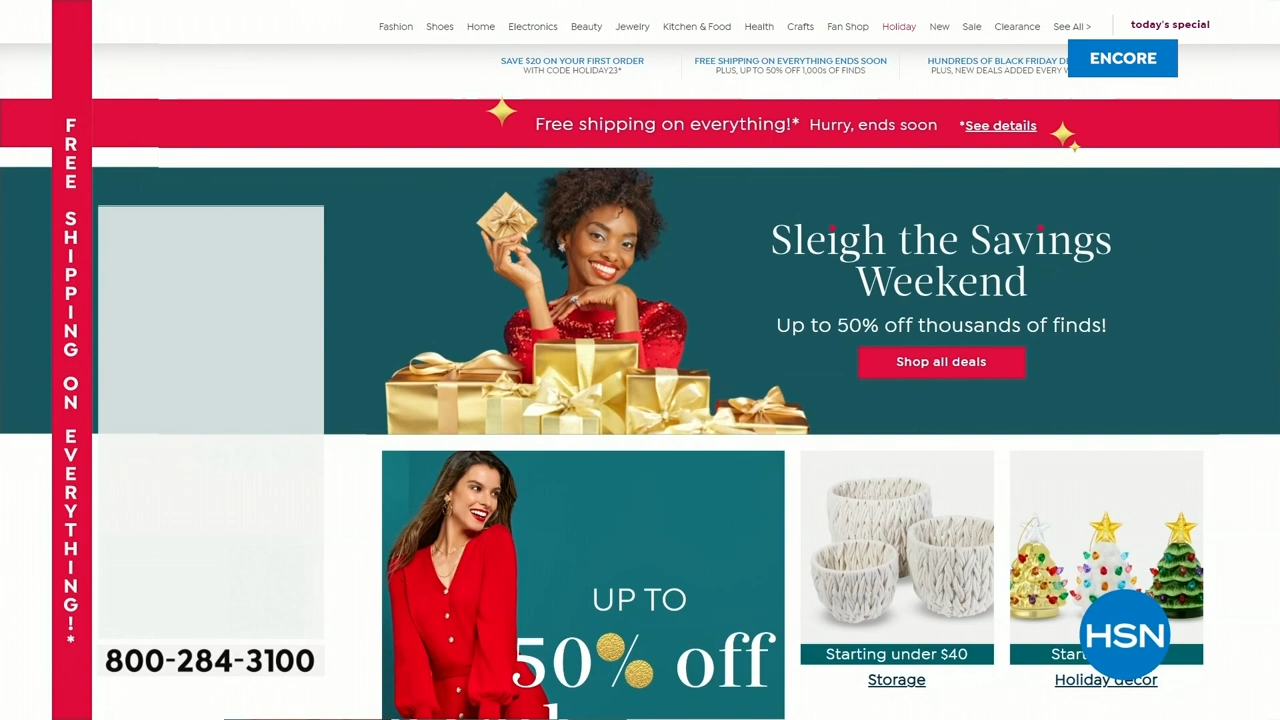 Fashion Shoes Home Electronics Beauty Jewelry Kitchen & Food Health Crafts Fan Shop Holiday New Sale Clearance See All > today's special
ENCORE
SAVE $20 ON YOUR FIRST ORDER
WITH CODE HOLIDAY23*
FREE SHIPPING ON EVERYTHING ENDS SOON
PLUS, UP TO 50% OFF 1,000s OF FINDS
HUNDREDS OF BLACK FRIDAY
PLUS, NEW DEALS ADDED EVERY
Free shipping on everything!* Hurry, ends soon *See details
FREE SHIPPING ON EVERYTHING!*
Sleigh the Savings
Weekend
Up to 50% off thousands of finds!
Shop all deals
UP TO
50% off
Starting under $40
Storage
HSN
Holiday decor
800-284-3100